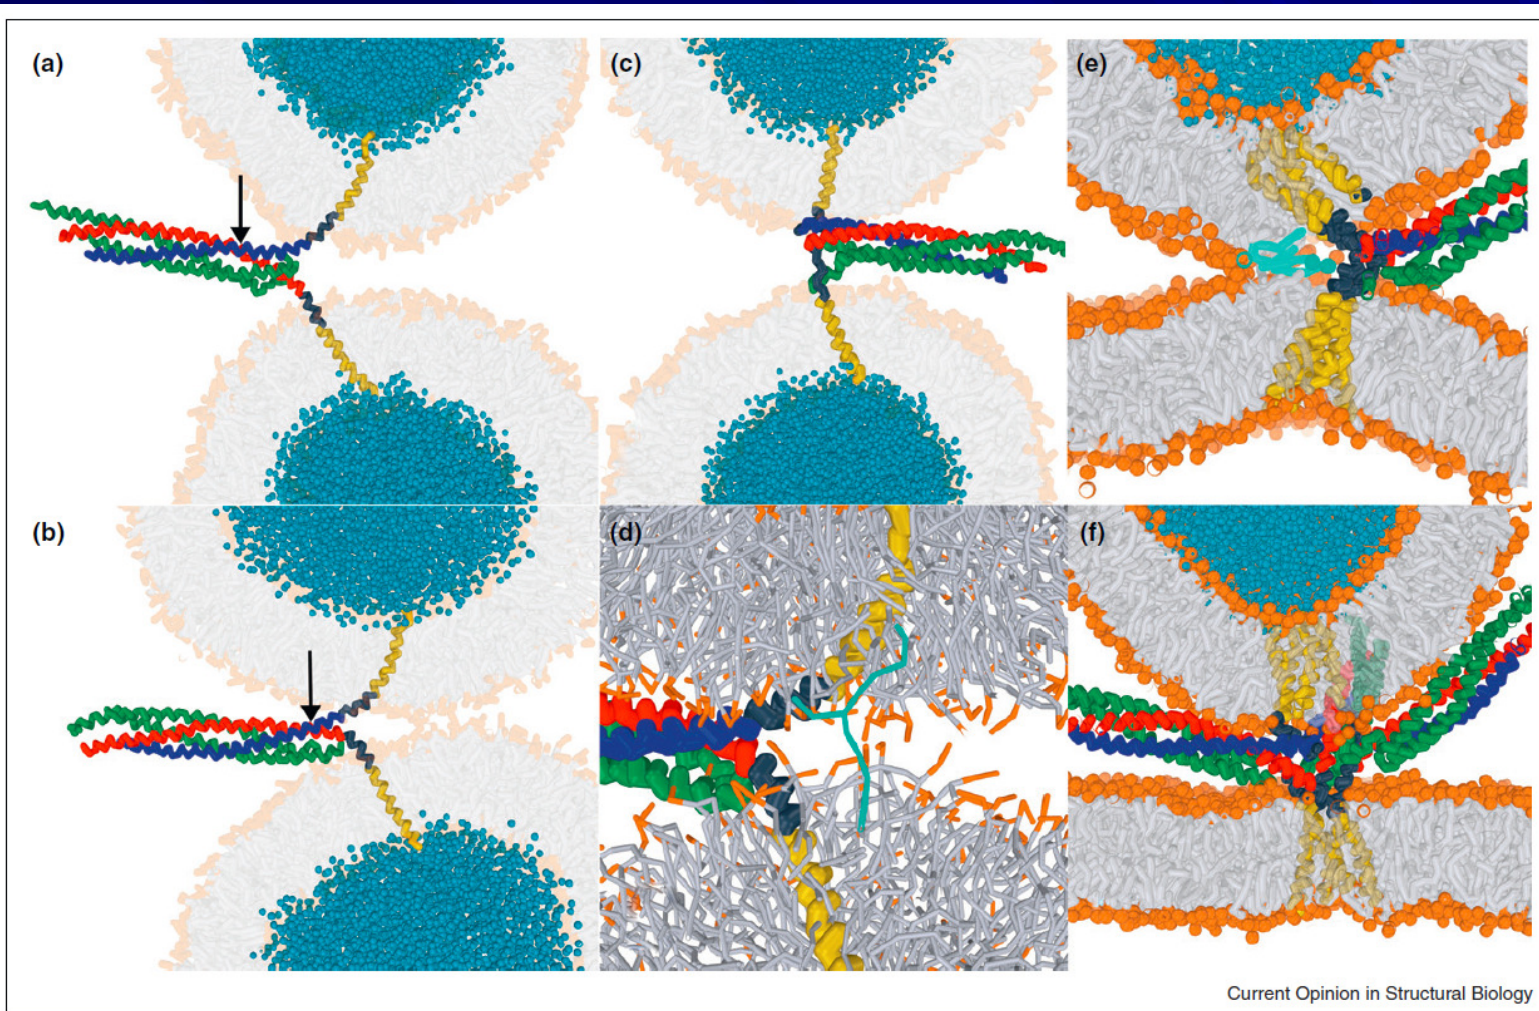 (a)
(c)
(e)
(b)
(d)
(f)
Current Opinion in Structural Biology